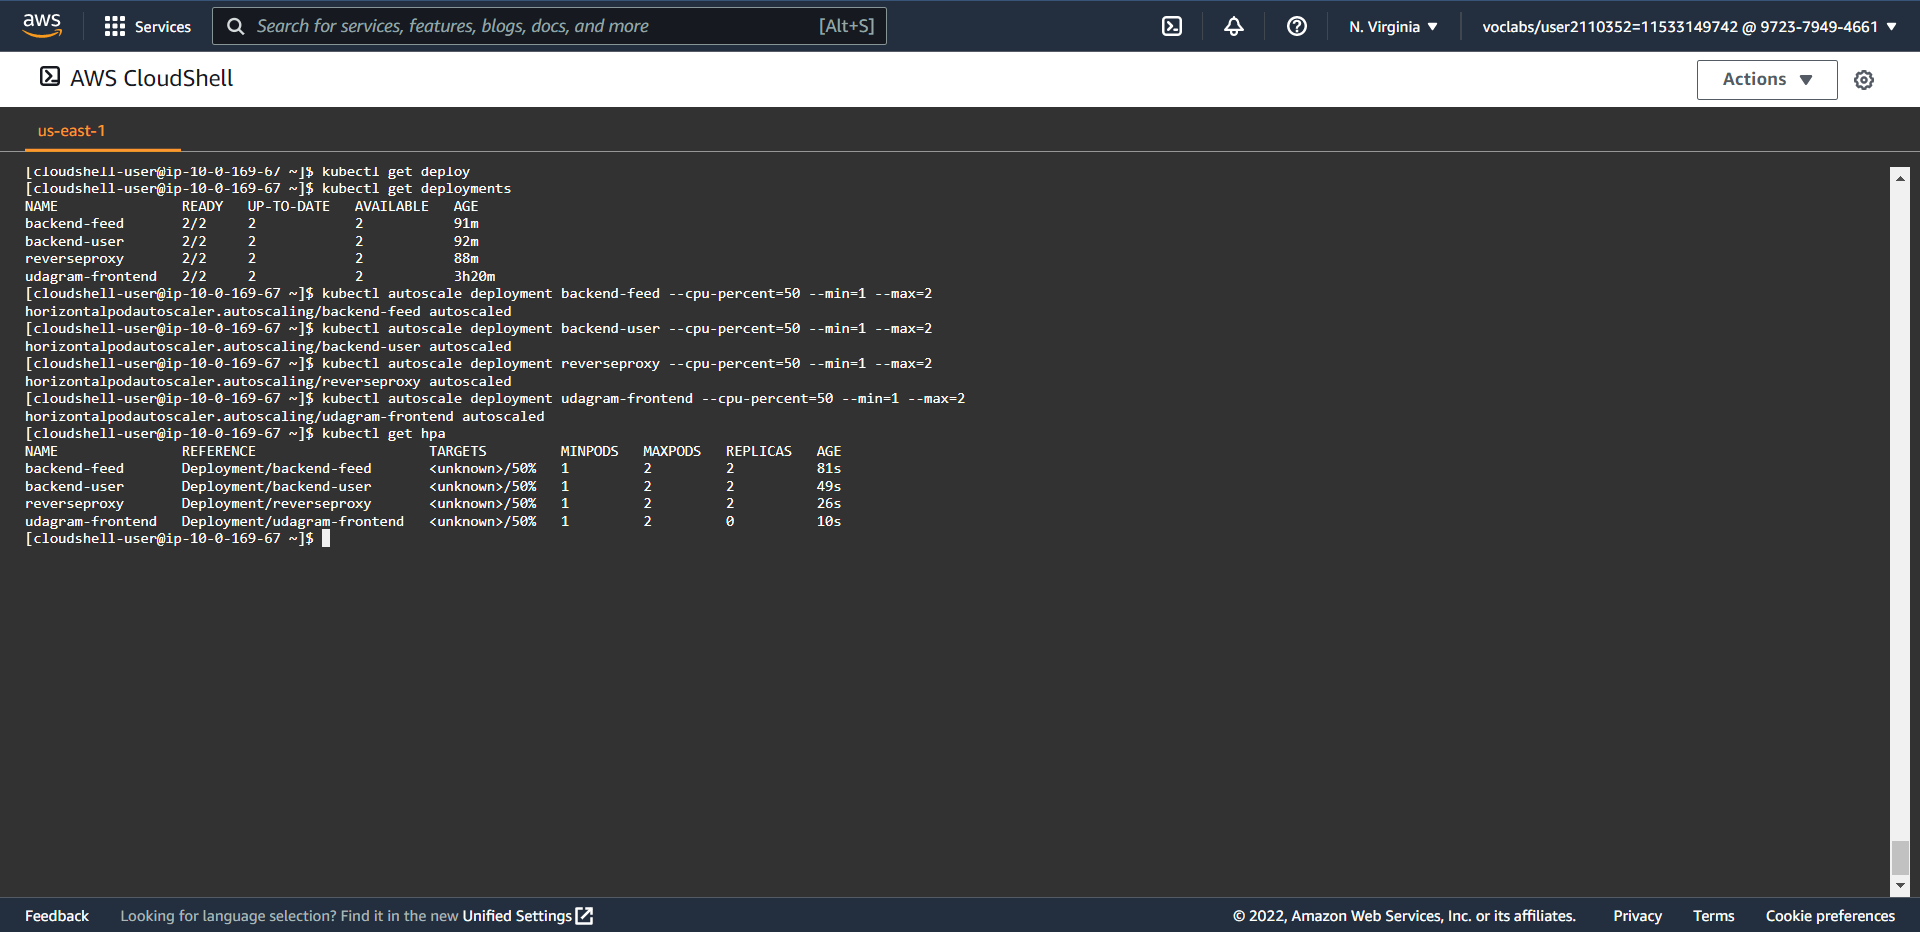 aws
Services
Search for services, features, blogs, docs, and more
[Alt+S]
N. Virginia
voclabs/user2110352=11533149742 @ 9723-7949-4661
AWS CloudShell
Actions
us-east-1
[cloudshell-user@ip-10-0-169-67 ~]$ kubectl get deploy
[cloudshell-user@ip-10-0-169-67 ~]$ kubectl get deployments
NAME READY UP-TO-DATE AVAILABLE AGE
backend-feed 2/2 2 2 91m
backend-user 2/2 2 2 92m
reverseproxy 2/2 2 2 88m
udagram-frontend 2/2 2 2 3h20m
[cloudshell-user@ip-10-0-169-67 ~]$ kubectl autoscale deployment backend-feed --cpu-percent=50 --min=1 --max=2
horizontalpodautoscaler.autoscaling/backend-feed autoscaled
[cloudshell-user@ip-10-0-169-67 ~]$ kubectl autoscale deployment backend-user --cpu-percent=50 --min=1 --max=2
horizontalpodautoscaler.autoscaling/backend-user autoscaled
[cloudshell-user@ip-10-0-169-67 ~]$ kubectl autoscale deployment reverseproxy --cpu-percent=50 --min=1 --max=2
horizontalpodautoscaler.autoscaling/reverseproxy autoscaled
[cloudshell-user@ip-10-0-169-67 ~]$ kubectl autoscale deployment udagram-frontend --cpu-percent=50 --min=1 --max=2
horizontalpodautoscaler.autoscaling/udagram-frontend autoscaled
[cloudshell-user@ip-10-0-169-67 ~]$ kubectl get hpa
NAME REFERENCE TARGETS MINPODS MAXPODS REPLICAS AGE
backend-feed Deployment/backend-feed <unknown>/50% 1 2 2 81s
backend-user Deployment/backend-user <unknown>/50% 1 2 2 49s
reverseproxy Deployment/reverseproxy <unknown>/50% 1 2 2 26s
udagram-frontend Deployment/udagram-frontend <unknown>/50% 1 2 0 10s
[cloudshell-user@ip-10-0-169-67 ~]$
Feedback
Looking for language selection? Find it in the new Unified Settings
© 2022, Amazon Web Services, Inc. or its affiliates.
Privacy
Terms
Cookie preferences